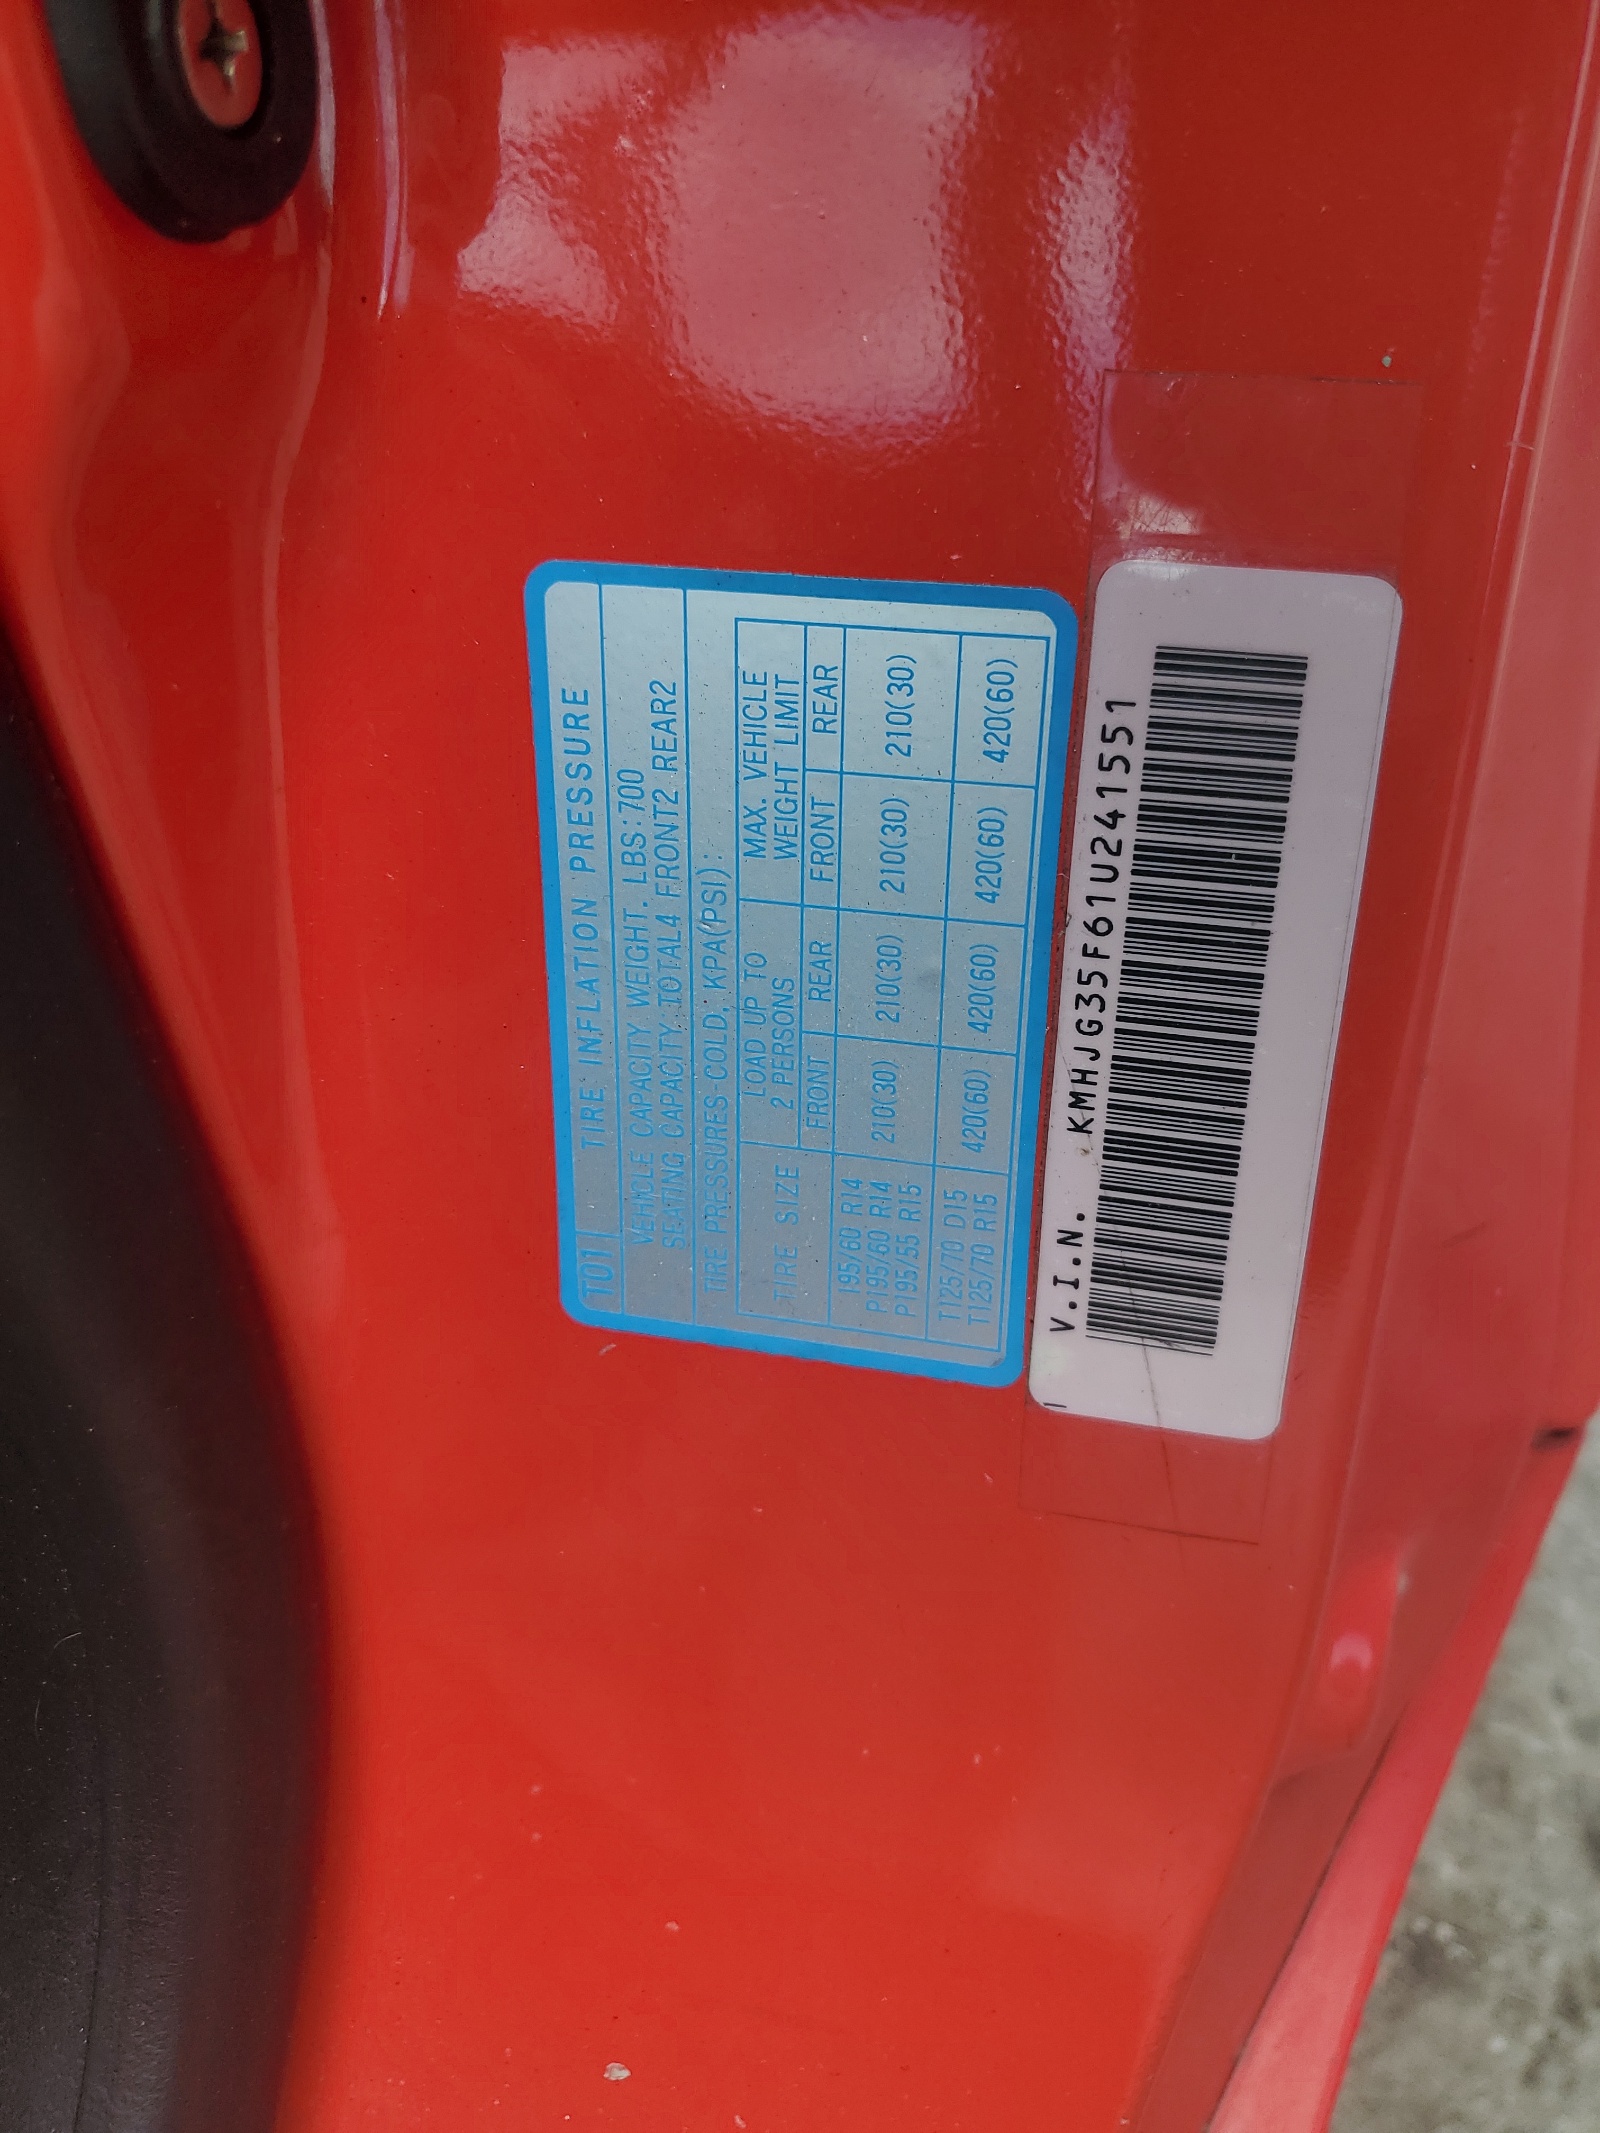 T01 TIRE INFLATION PRESSURE
VEHICLE CAPACITY WEIGHT. LBS:700
SEATING CAPACITY:TOTAL4 FRONT2 REAR2
TIRE PRESSURES-COLD, KPA(PSI):
TIRE SIZE
LOAD UP TO
2 PERSONS
MAX. VEHICLE
WEIGHT LIMIT
FRONT REAR FRONT REAR
195/60 R14
P195/60 R14
P195/55 R15
210(30) 210(30) 210(30) 210(30)
T125/70 D15
T125/70 R15
420(60) 420(60) 420(60) 420(60)
V.I.N. KMHJG35F61U241551